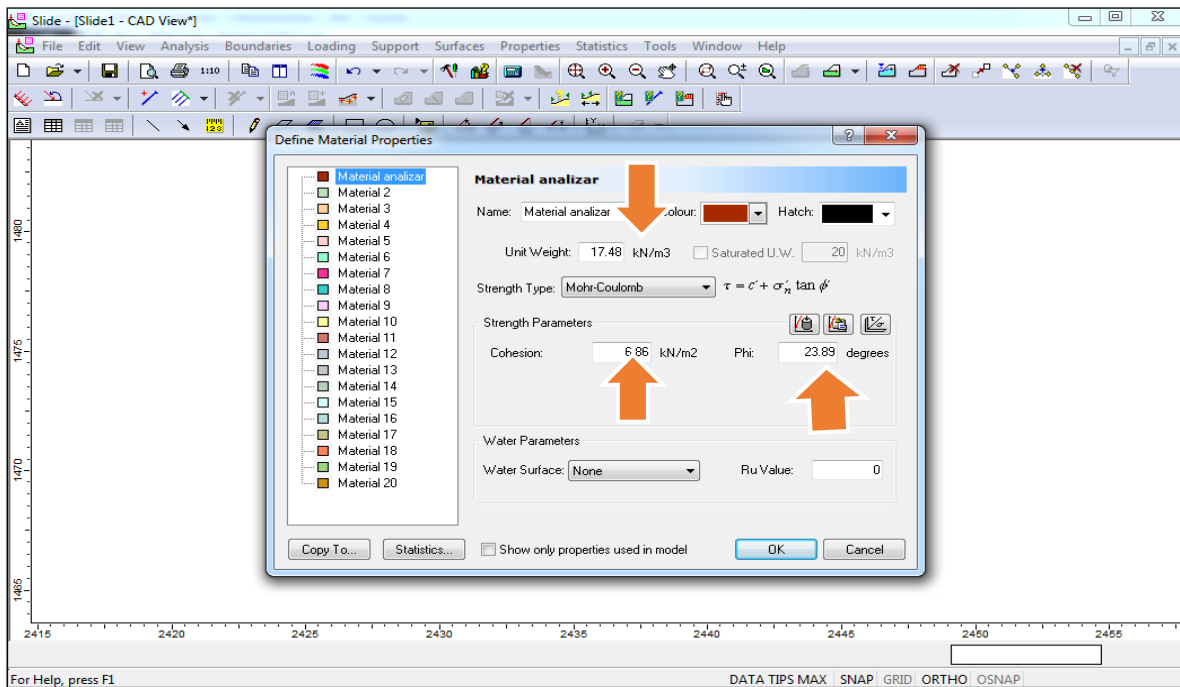 Slide - [Slide1 - CAD View*]
File Edit View Analysis Boundaries Loading Support Surfaces Properties Statistics Tools Window Help
1:10
Define Material Properties
Material analizar
Material 2
Material 3
Material 4
Material 5
Material 6
Material 7
Material 8
Material 9
Material 10
Material 11
Material 12
Material 13
Material 14
Material 15
Material 16
Material 17
Material 18
Material 19
Material 20
Material analizar
Name: Material analizar Colour: Hatch:
Unit Weight: 17.48 kN/m3 Saturated U.W. 20 kN/m3
Strength Type: Mohr-Coulomb τ = c′ + σ′n tan φ′
Strength Parameters
Cohesion: 6.86 kN/m2 Phi: 23.89 degrees
Water Parameters
Water Surface: None Ru Value: 0
Copy To... Statistics... Show only properties used in model OK Cancel
1480
1475
1470
1465
2415 2420 2425 2430 2435 2440 2445 2450 2455
For Help, press F1 DATA TIPS MAX SNAP GRID ORTHO OSNAP